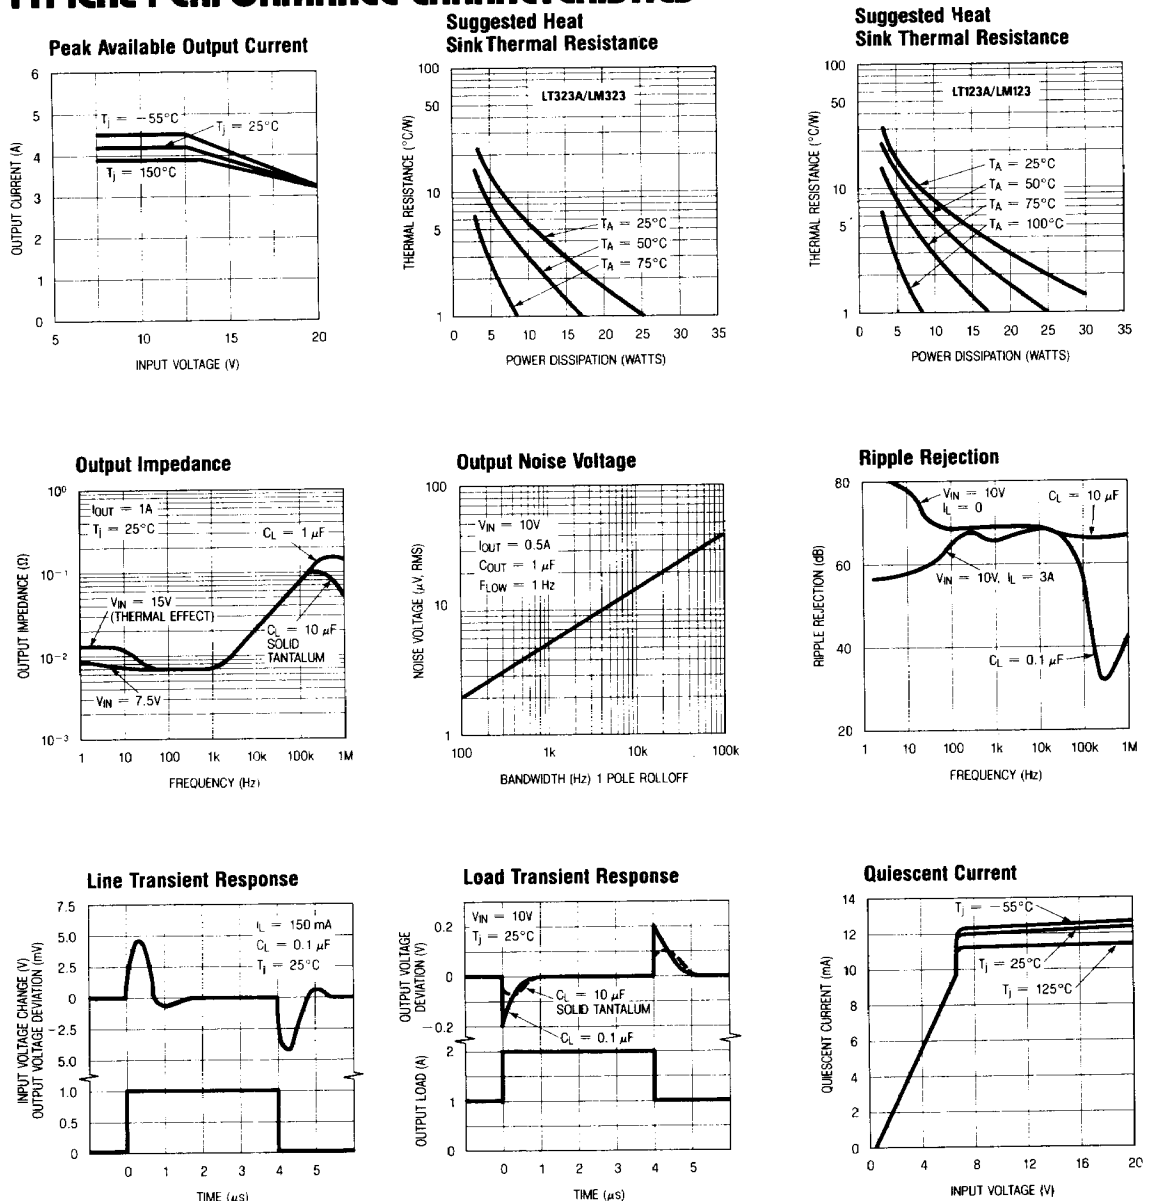 TYPICAL PERFORMANCE CHARACTERISTICS
Peak Available Output Current
6
5
4
3
2
1
0
5
10
15
20
OUTPUT CURRENT (A)
INPUT VOLTAGE (V)
Tj = −55°C
Tj = 25°C
Tj = 150°C
Suggested Heat
Sink Thermal Resistance
100
50
10
5
1
0
5
10
15
20
25
30
35
THERMAL RESISTANCE (°C/W)
POWER DISSIPATION (WATTS)
LT323A/LM323
TA = 25°C
TA = 50°C
TA = 75°C
Suggested Heat
Sink Thermal Resistance
100
50
10
5
1
0
5
10
15
20
25
30
35
THERMAL RESISTANCE (°C/W)
POWER DISSIPATION (WATTS)
LT123A/LM123
TA = 25°C
TA = 50°C
TA = 75°C
TA = 100°C
Output Impedance
10⁰
10⁻¹
10⁻²
10⁻³
1
10
100
1k
10k
100k
1M
OUTPUT IMPEDANCE (Ω)
FREQUENCY (Hz)
IOUT = 1A
Tj = 25°C
CL = 1 μF
VIN = 15V
(THERMAL EFFECT)
CL = 10 μF
SOLID
TANTALUM
VIN = 7.5V
Output Noise Voltage
100
10
1
100
1k
10k
100k
NOISE VOLTAGE (μV, RMS)
BANDWIDTH (Hz) 1 POLE ROLLOFF
VIN = 10V
IOUT = 0.5A
COUT = 1 μF
FLOW = 1 Hz
Ripple Rejection
80
60
40
20
1
10
100
1k
10k
100k
1M
RIPPLE REJECTION (dB)
FREQUENCY (Hz)
VIN = 10V
IL = 0
CL = 10 μF
VIN = 10V, IL = 3A
CL = 0.1 μF
Line Transient Response
7.5
5.0
2.5
0
−2.5
5.0
1.0
0.5
0
0
1
2
3
4
5
INPUT VOLTAGE CHANGE (V)
OUTPUT VOLTAGE DEVIATION (mV)
TIME (μs)
IL = 150 mA
CL = 0.1 μF
Tj = 25°C
Load Transient Response
0.2
0
−0.2
2
1
0
0
1
2
3
4
5
OUTPUT VOLTAGE
DEVIATION (V)
OUTPUT LOAD (A)
TIME (μs)
VIN = 10V
Tj = 25°C
CL = 10 μF
SOLID TANTALUM
CL = 0.1 μF
Quiescent Current
14
12
10
8
6
4
2
0
0
4
8
12
16
20
QUIESCENT CURRENT (mA)
INPUT VOLTAGE (V)
Tj = −55°C
Tj = 25°C
Tj = 125°C